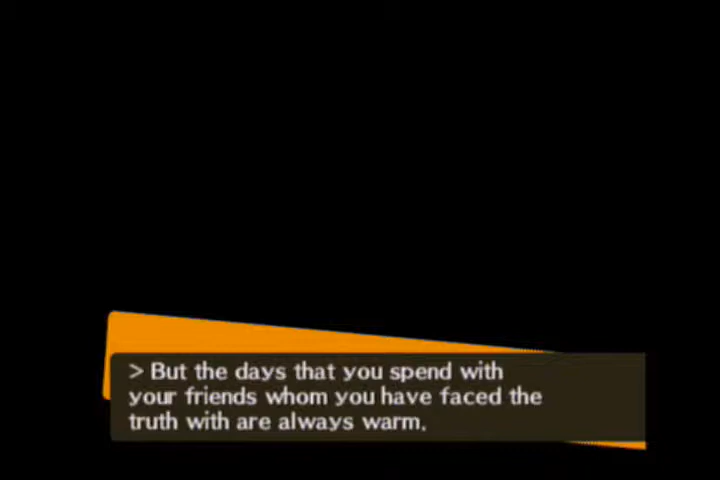 > But the days that you spend with
your friends whom you have faced the
truth with are always warm.